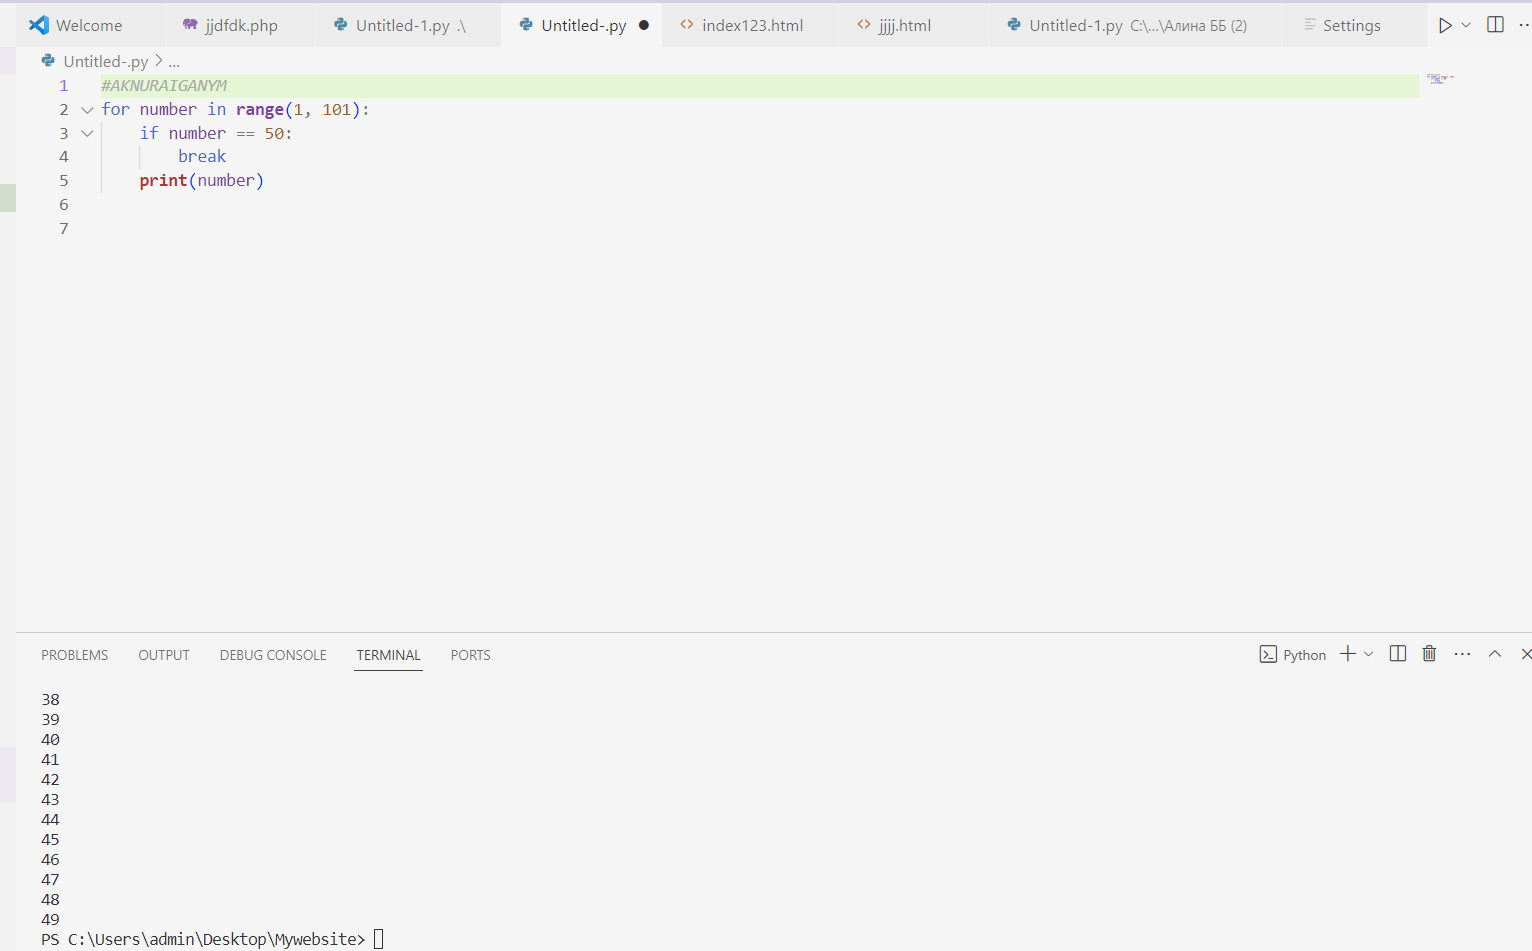 Welcome jjdfdk.php Untitled-1.py .\ Untitled-.py index123.html jjjj.html Untitled-1.py C:\...\Алина ББ (2) Settings
Untitled-.py > ...
1 #AKNURAIGANYM
2 for number in range(1, 101):
3 if number == 50:
4 break
5 print(number)
6
7
PROBLEMS OUTPUT DEBUG CONSOLE TERMINAL PORTS Python
38
39
40
41
42
43
44
45
46
47
48
49
PS C:\Users\admin\Desktop\Mywebsite>